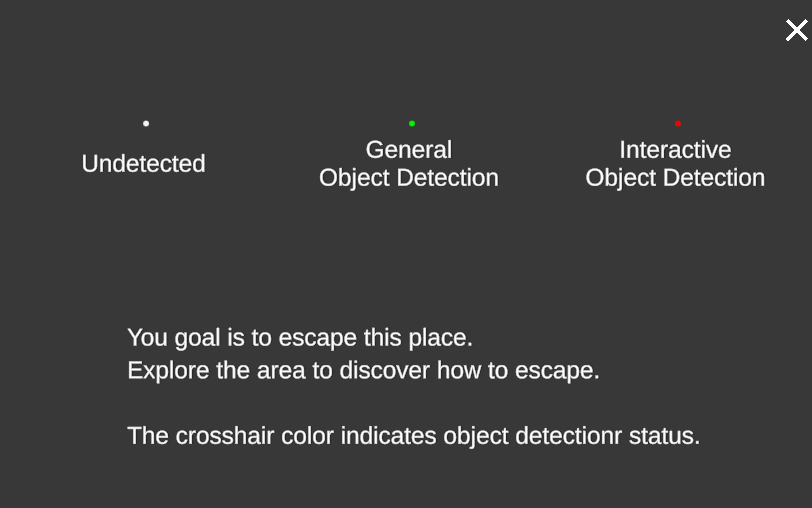 Undetected
General
Object Detection
Interactive
Object Detection
You goal is to escape this place.
Explore the area to discover how to escape.
The crosshair color indicates object detectionr status.